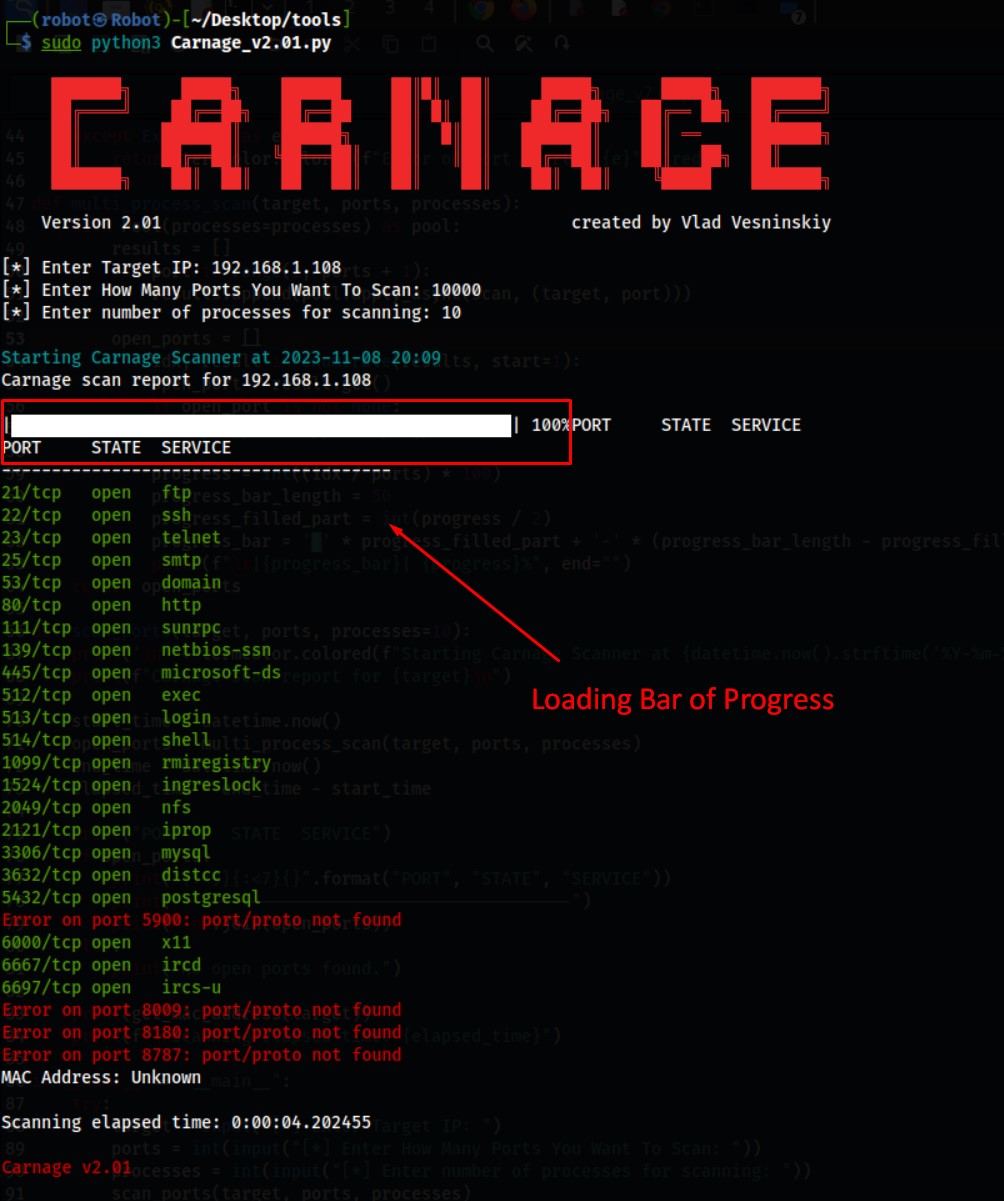 (robot㉿Robot)-[~/Desktop/tools]
$ sudo python3 Carnage_v2.01.py
CARNAGE
Version 2.01 created by Vlad Vesninskiy
[*] Enter Target IP: 192.168.1.108
[*] Enter How Many Ports You Want To Scan: 10000
[*] Enter number of processes for scanning: 10
Starting Carnage Scanner at 2023-11-08 20:09
Carnage scan report for 192.168.1.108
| | 100%PORT STATE SERVICE
PORT STATE SERVICE
---------------------------------------
21/tcp open ftp
22/tcp open ssh
23/tcp open telnet
25/tcp open smtp
53/tcp open domain
80/tcp open http
111/tcp open sunrpc
139/tcp open netbios-ssn
445/tcp open microsoft-ds
512/tcp open exec
513/tcp open login
514/tcp open shell
1099/tcp open rmiregistry
1524/tcp open ingreslock
2049/tcp open nfs
2121/tcp open iprop
3306/tcp open mysql
3632/tcp open distcc
5432/tcp open postgresql
Error on port 5900: port/proto not found
6000/tcp open x11
6667/tcp open ircd
6697/tcp open ircs-u
Error on port 8009: port/proto not found
Error on port 8180: port/proto not found
Error on port 8787: port/proto not found
MAC Address: Unknown
Scanning elapsed time: 0:00:04.202455
Carnage v2.01
Loading Bar of Progress